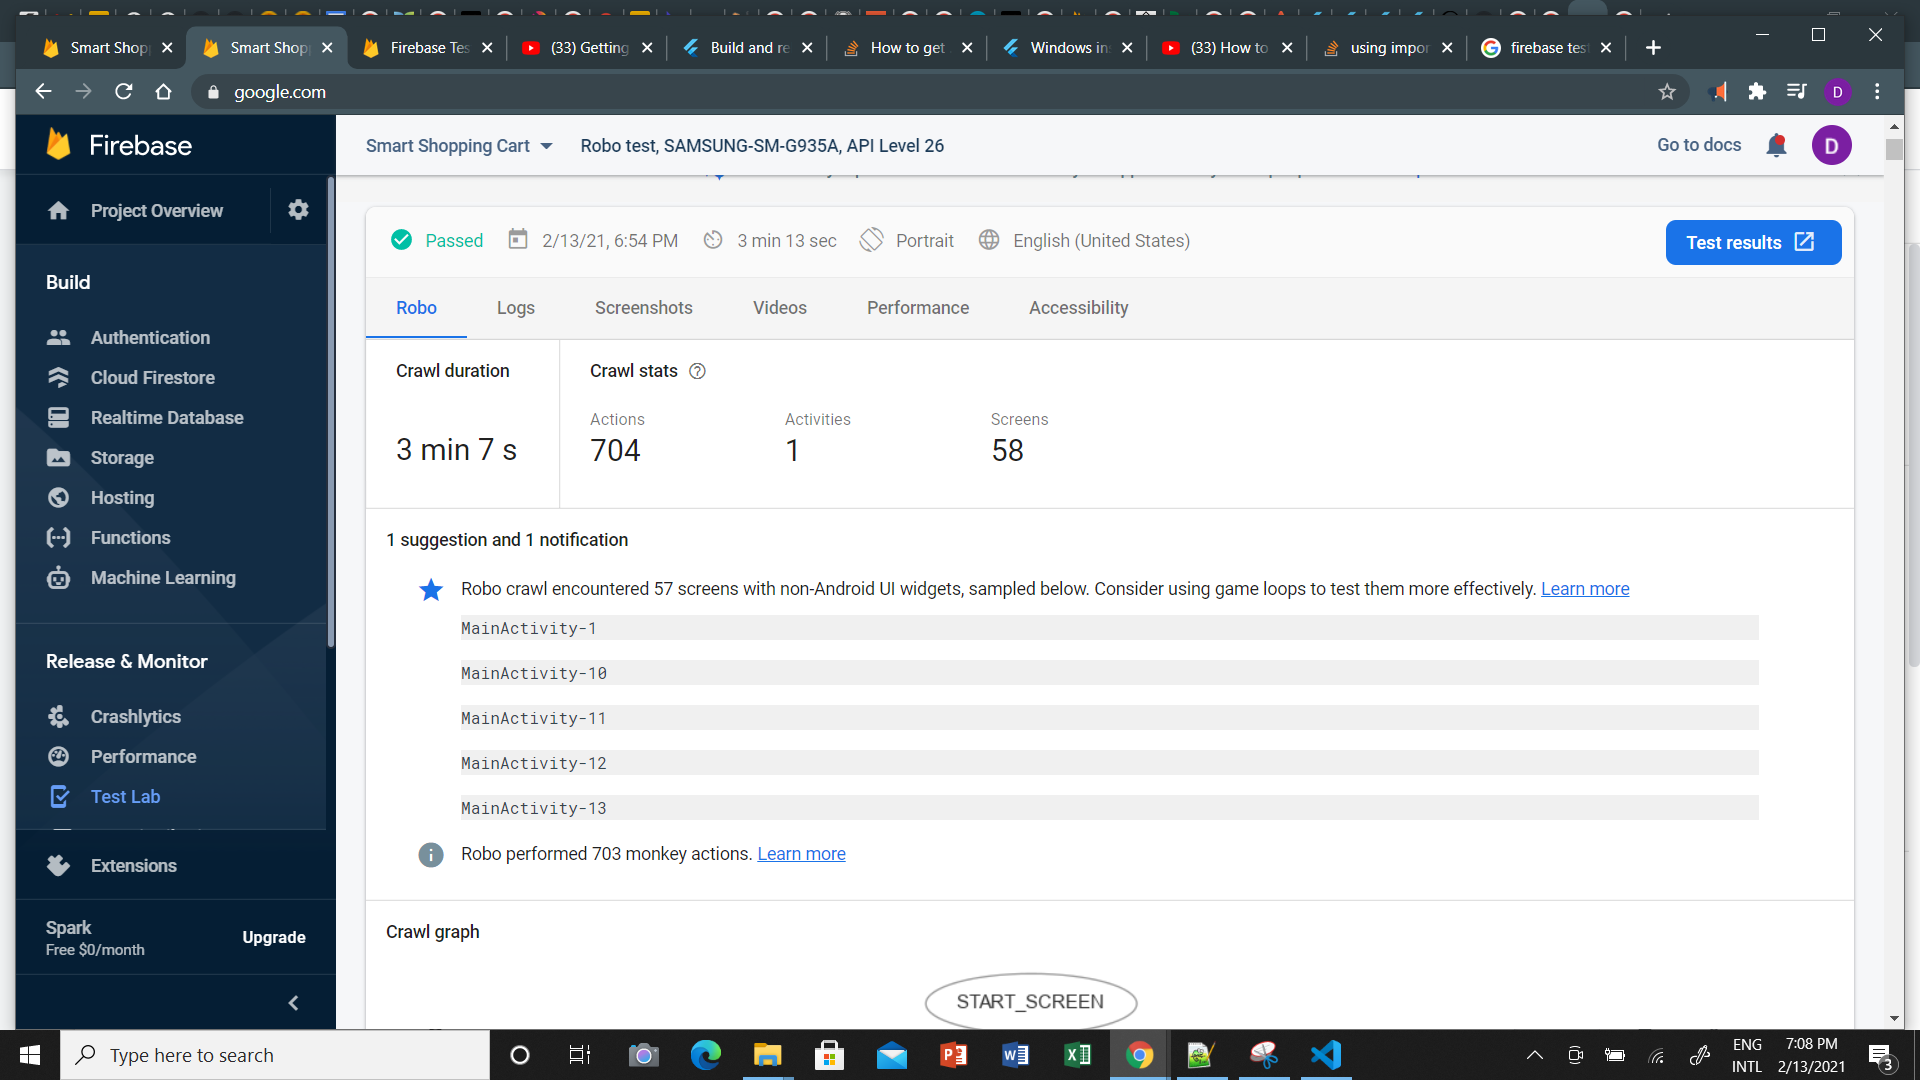 Smart Shop
Smart Shop
Firebase Tes
(33) Getting
Build and re
How to get
Windows in
(33) How to
using impor
firebase tes
google.com
D
Firebase
Smart Shopping Cart
Robo test, SAMSUNG-SM-G935A, API Level 26
Go to docs
D
Project Overview
Build
Authentication
Cloud Firestore
Realtime Database
Storage
Hosting
Functions
Machine Learning
Release & Monitor
Crashlytics
Performance
Test Lab
Extensions
Spark
Free $0/month
Upgrade
Passed
2/13/21, 6:54 PM
3 min 13 sec
Portrait
English (United States)
Test results
Robo
Logs
Screenshots
Videos
Performance
Accessibility
Crawl duration
3 min 7 s
Crawl stats
Actions
704
Activities
1
Screens
58
1 suggestion and 1 notification
Robo crawl encountered 57 screens with non-Android UI widgets, sampled below. Consider using game loops to test them more effectively. Learn more
MainActivity-1
MainActivity-10
MainActivity-11
MainActivity-12
MainActivity-13
Robo performed 703 monkey actions. Learn more
Crawl graph
START_SCREEN
Type here to search
ENG
INTL
7:08 PM
2/13/2021
3